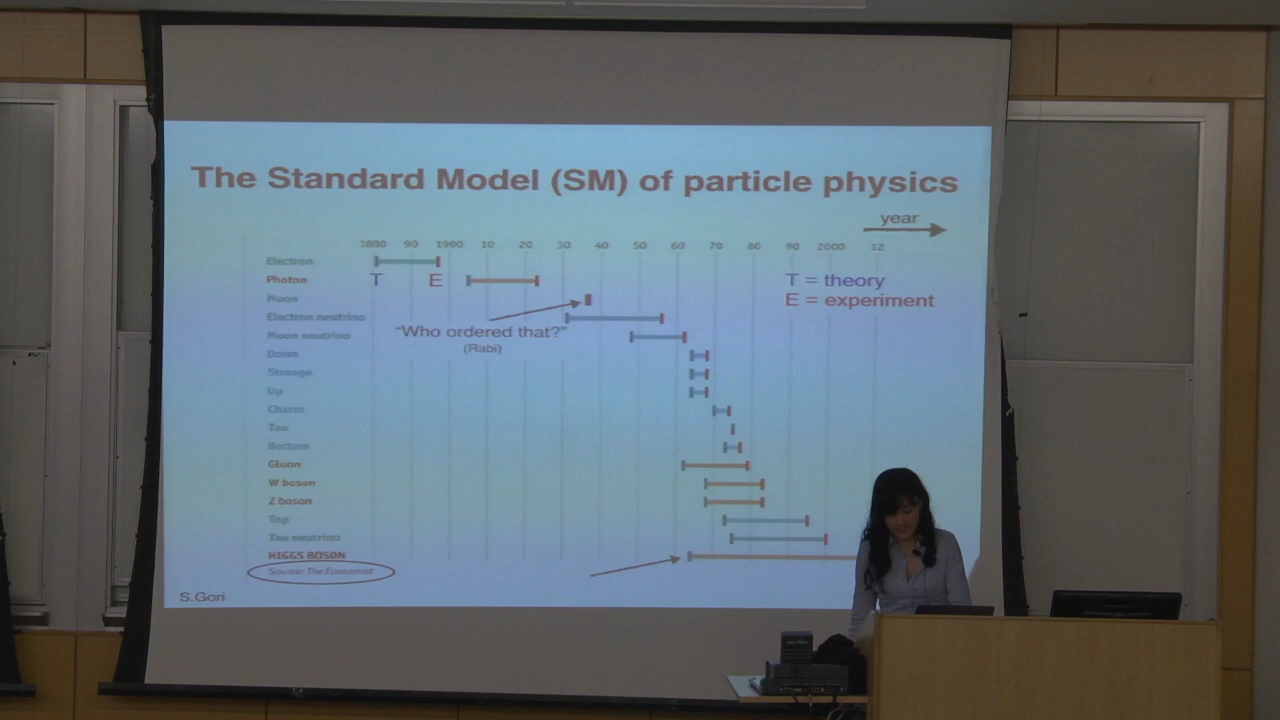 The Standard Model (SM) of particle physics
year
1880 90 1900 10 20 30 40 50 60 70 80 90 2000 12
Electron
T E
T = theory
Photon
E = experiment
Muon
Electron neutrino
"Who ordered that?"
(Rabi)
Muon neutrino
Down
Strange
Up
Charm
Tau
Bottom
Gluon
W boson
Z boson
Top
Tau neutrino
HIGGS BOSON
Source: The Economist
S.Gori